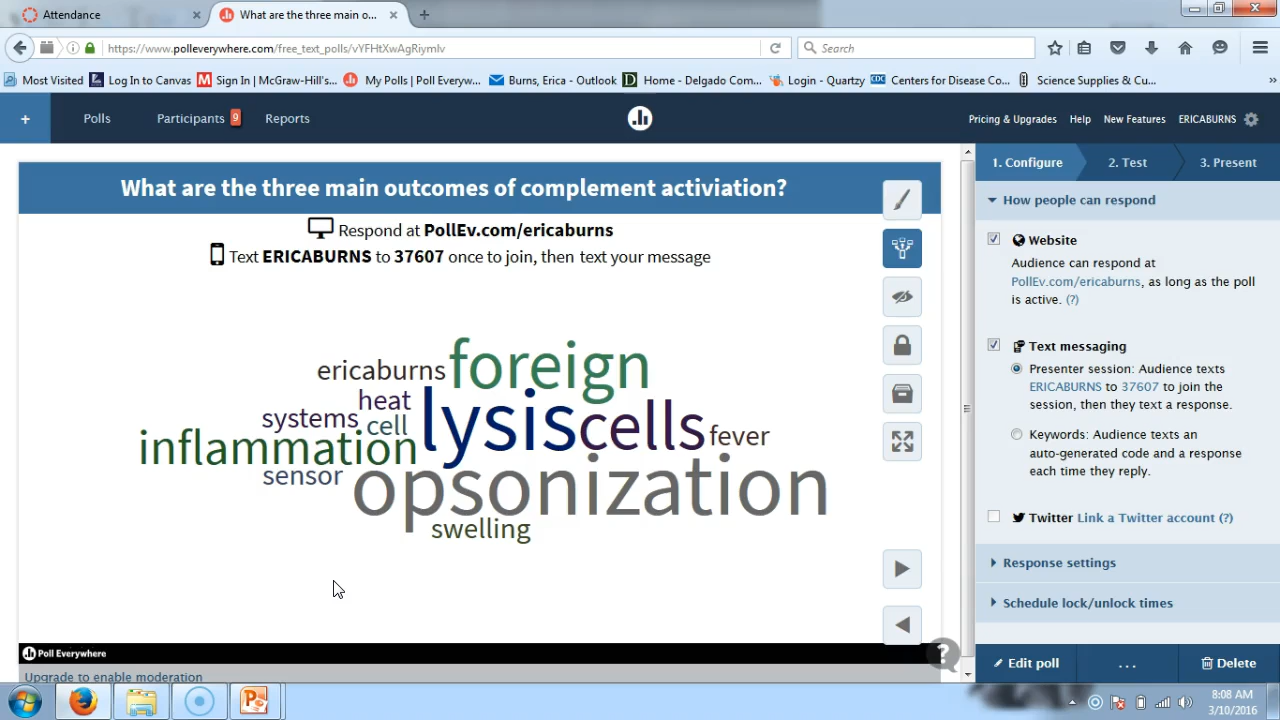 Attendance
What are the three main o...
https://www.polleverywhere.com/free_text_polls/vYFHtXwAgRiymlv
Search
Most Visited
Log In to Canvas
Sign In | McGraw-Hill's...
My Polls | Poll Everyw...
Burns, Erica - Outlook
Home - Delgado Com...
Login - Quartzy
Centers for Disease Co...
Science Supplies & Cu...
+
Polls
Participants 9
Reports
Pricing & Upgrades
Help
New Features
ERICABURNS
What are the three main outcomes of complement activiation?
Respond at PollEv.com/ericaburns
Text ERICABURNS to 37607 once to join, then text your message
ericaburns
foreign
heat
systems
cell
lysis
cells
fever
inflammation
sensor
opsonization
swelling
Poll Everywhere
Upgrade to enable moderation
?
1. Configure
2. Test
3. Present
How people can respond
Website
Audience can respond at
PollEv.com/ericaburns, as long as the poll
is active. (?)
Text messaging
Presenter session: Audience texts
ERICABURNS to 37607 to join the
session, then they text a response.
Keywords: Audience texts an
auto-generated code and a response
each time they reply.
Twitter Link a Twitter account (?)
Response settings
Schedule lock/unlock times
Edit poll
...
Delete
8:08 AM
3/10/2016